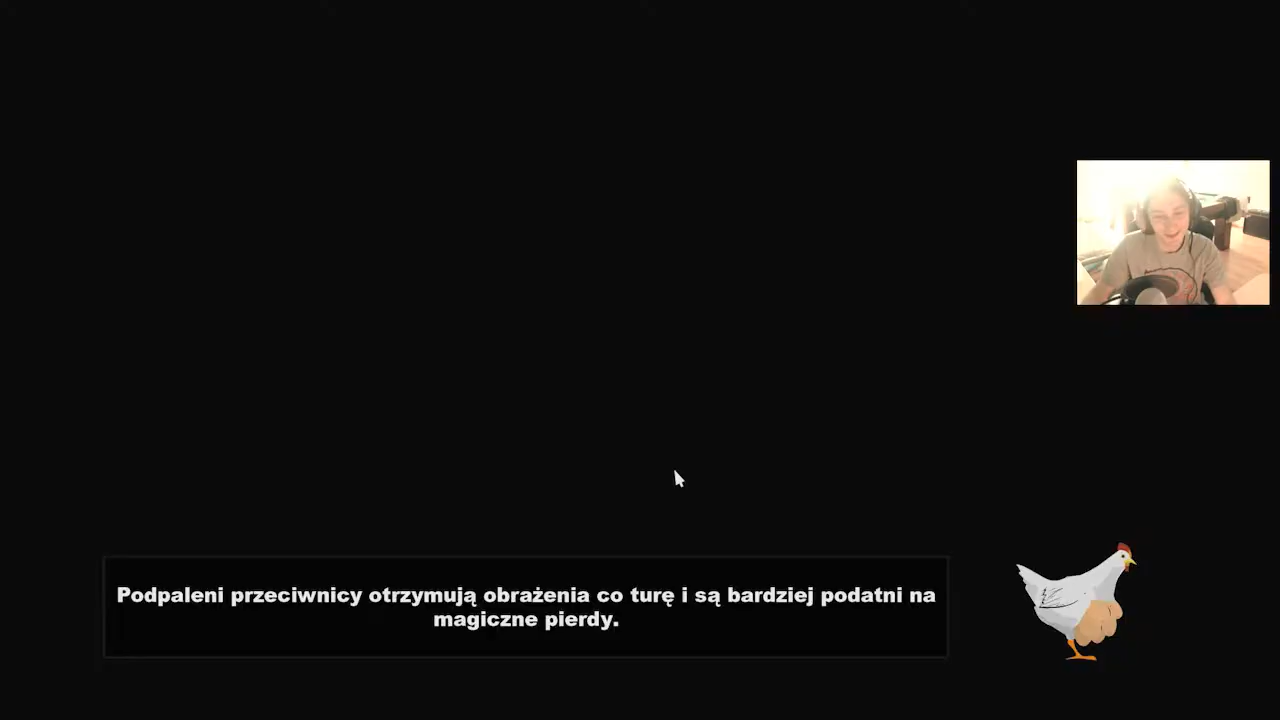 Podpaleni przeciwnicy otrzymują obrażenia co turę i są bardziej podatni na
magiczne pierdy.